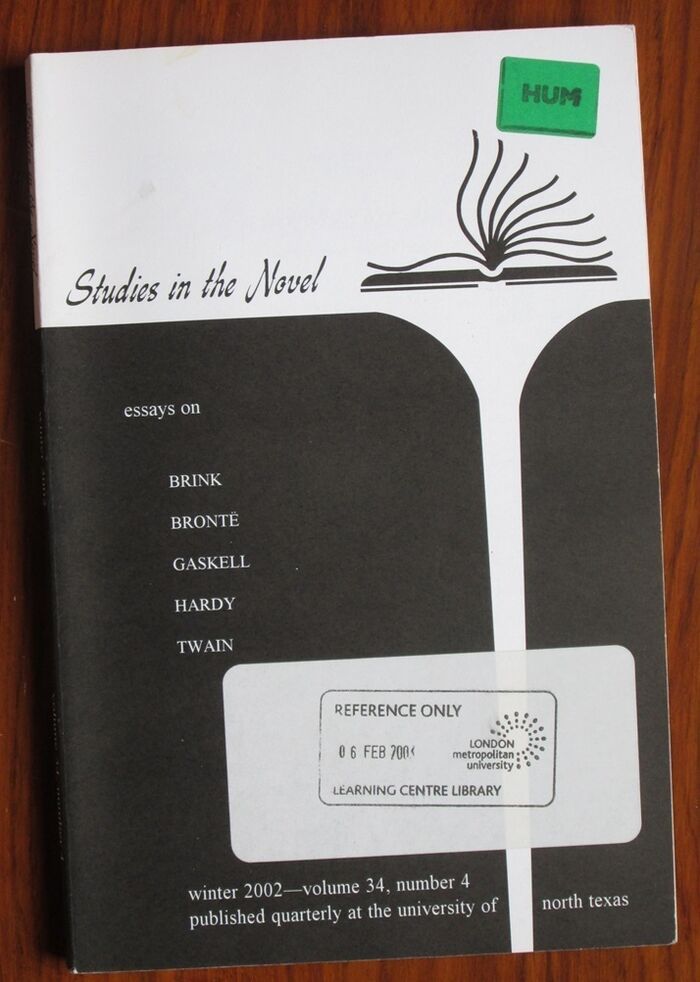 HUM
Studies in the Novel
essays on
BRINK
BRONTË
GASKELL
HARDY
TWAIN
REFERENCE ONLY
06 FEB
LONDON
metropolitan
university
LEARNING CENTRE LIBRARY
winter 2002—volume 34, number 4
published quarterly at the university of north texas